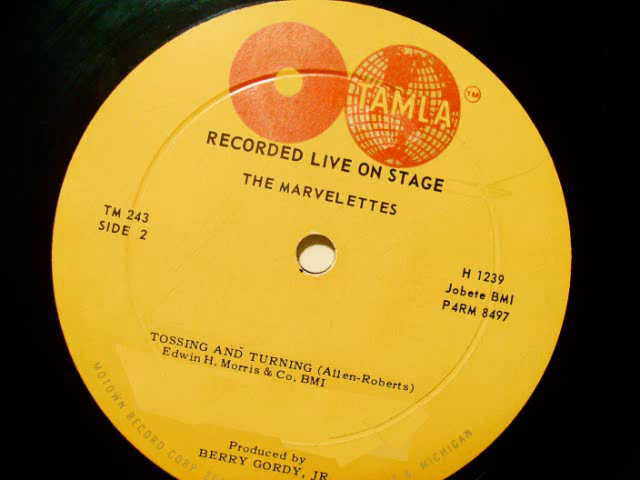 TAMLA
TM
RECORDED LIVE ON STAGE
THE MARVELETTES
TM 243
SIDE 2
H 1239
Jobete BMI
P4RM 8497
TOSSING AND TURNING (Allen-Roberts)
Edwin H. Morris & Co. BMI
Produced by
BERRY GORDY, JR.
MOTOWN RECORD CORP.
MICHIGAN